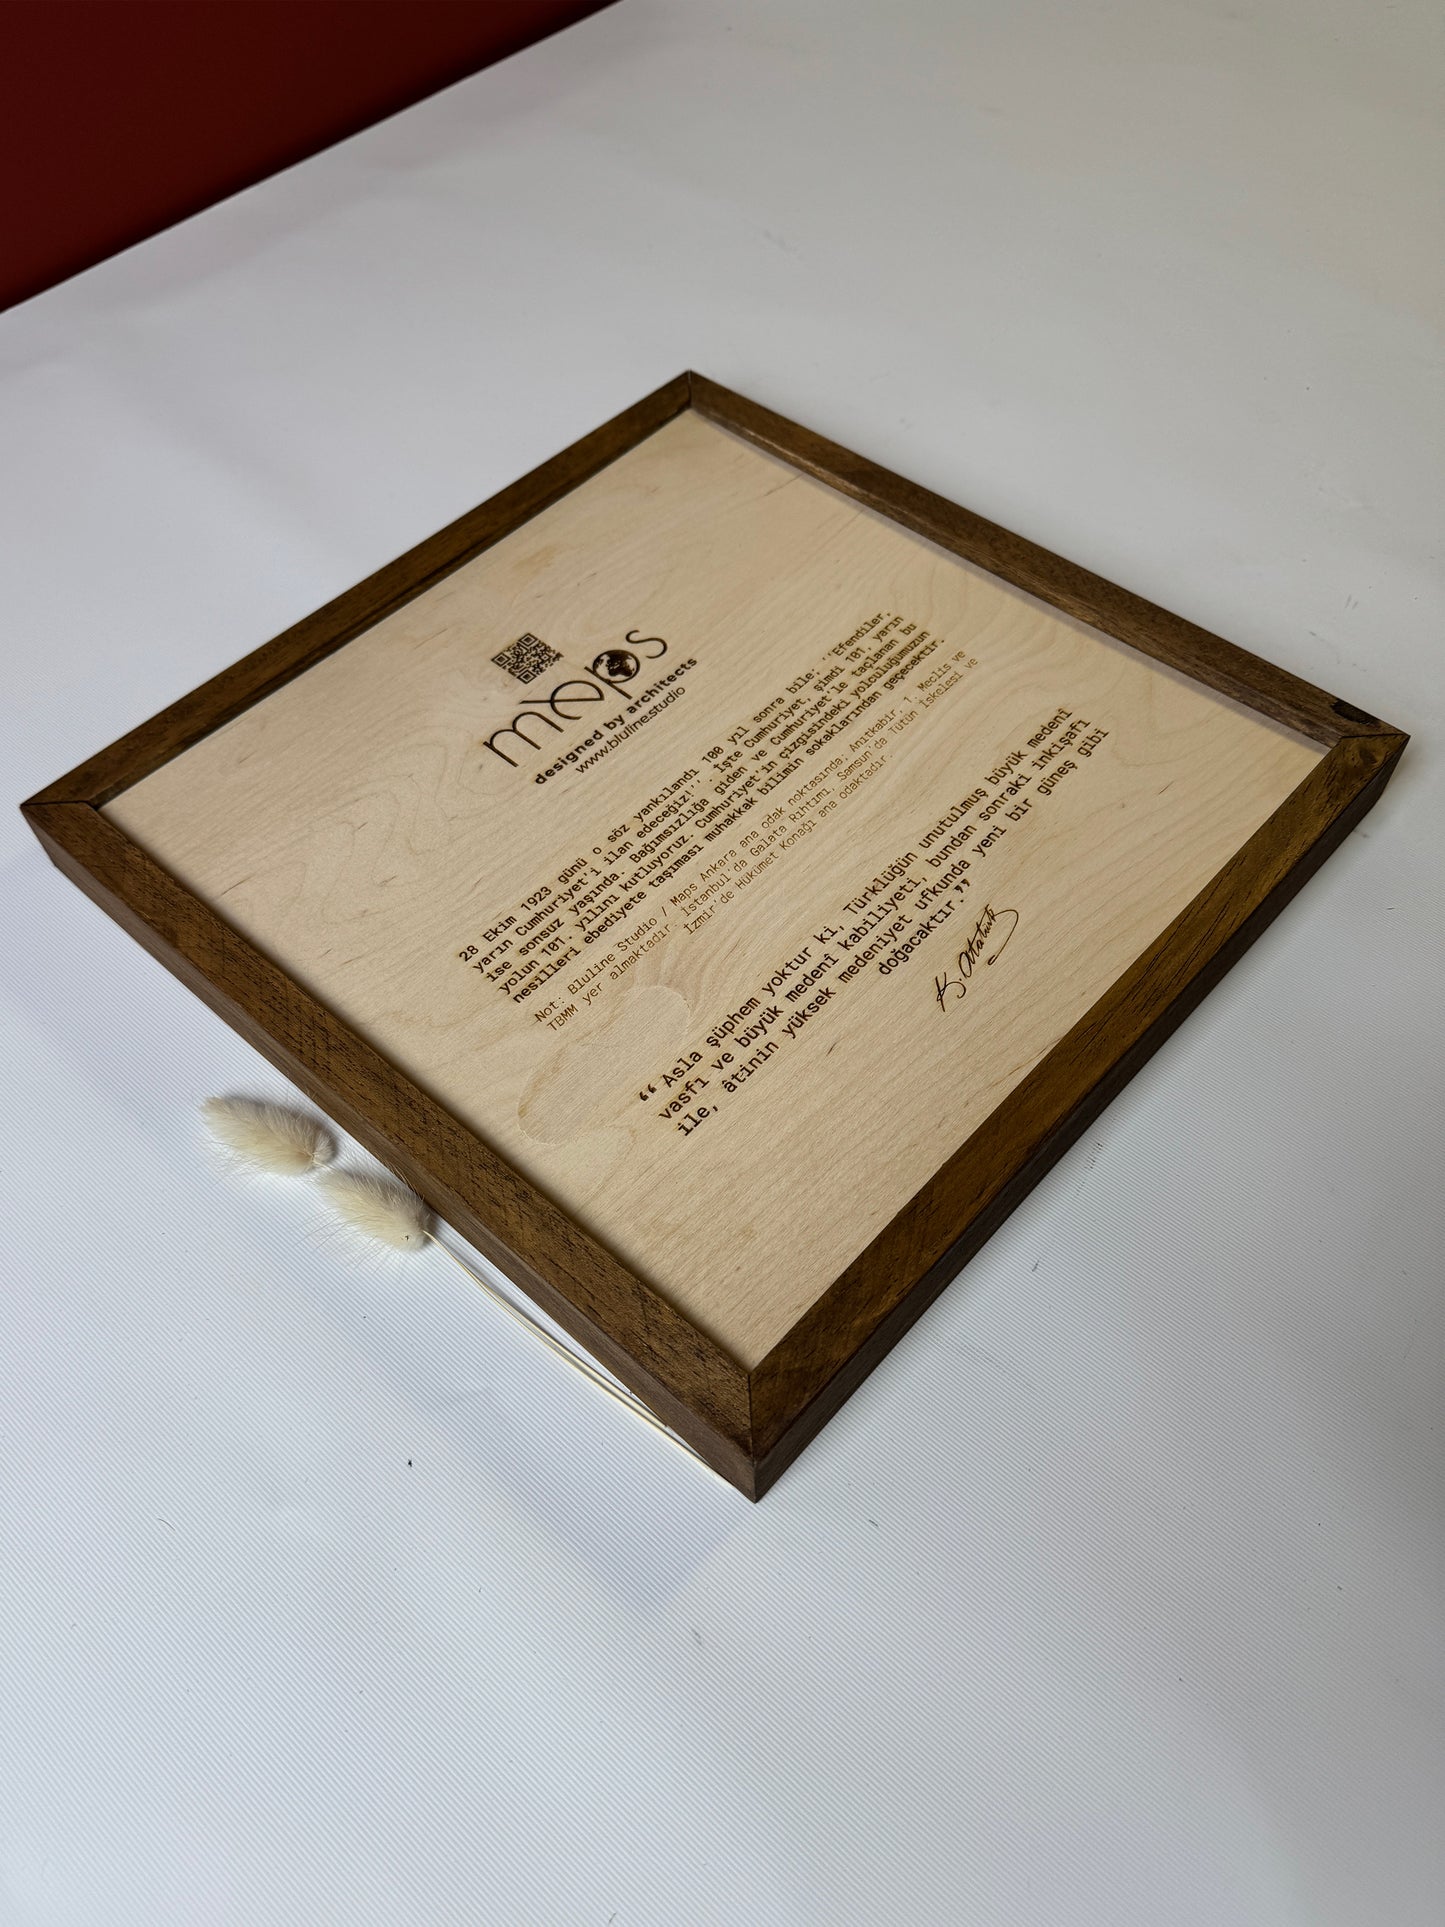 maps
designed by architects
www.bluline.studio
28 Ekim 1923 günü o söz yankılandı 100 yıl sonra bile: ''Efendiler,
yarın Cumhuriyet'i ilan edeceğiz!''. İşte Cumhuriyet, şimdi 101. yarın
ise sonsuz yaşında. Bağımsızlığa giden ve Cumhuriyet'le taçlanan bu
yolun 101. yılını kutluyoruz. Cumhuriyet'in çizgisindeki yolculuğumuzun
nesilleri ebediyete taşıması muhakkak bilimin sokaklarından geçecektir.
Not: Bluline Studio / Maps Ankara ana odak noktasında, Anıtkabir, 1. Meclis ve
TBMM yer almaktadır. İstanbul'da Galata Rıhtımı, Samsun'da Tütün İskelesi ve
İzmir'de Hükümet Konağı ana odaktadır.
“Asla şüphem yoktur ki, Türklüğün unutulmuş büyük medeni
vasfı ve büyük medeni kabiliyeti, bundan sonraki inkişafı
ile, âtinin yüksek medeniyet ufkunda yeni bir güneş gibi
doğacaktır.”
K. Atatürk